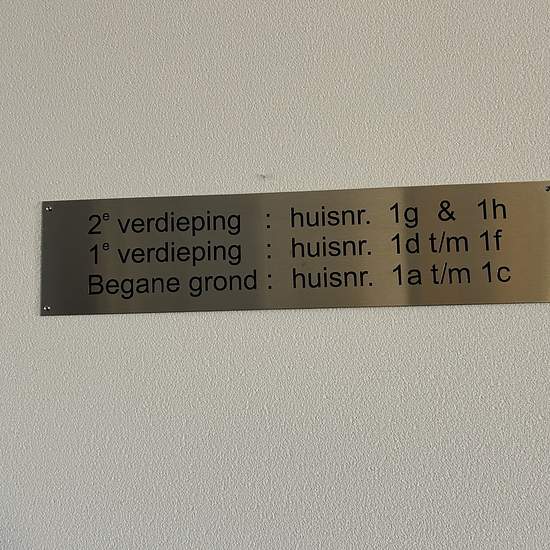 2e verdieping : huisnr. 1g & 1h
1e verdieping : huisnr. 1d t/m 1f
Begane grond : huisnr. 1a t/m 1c